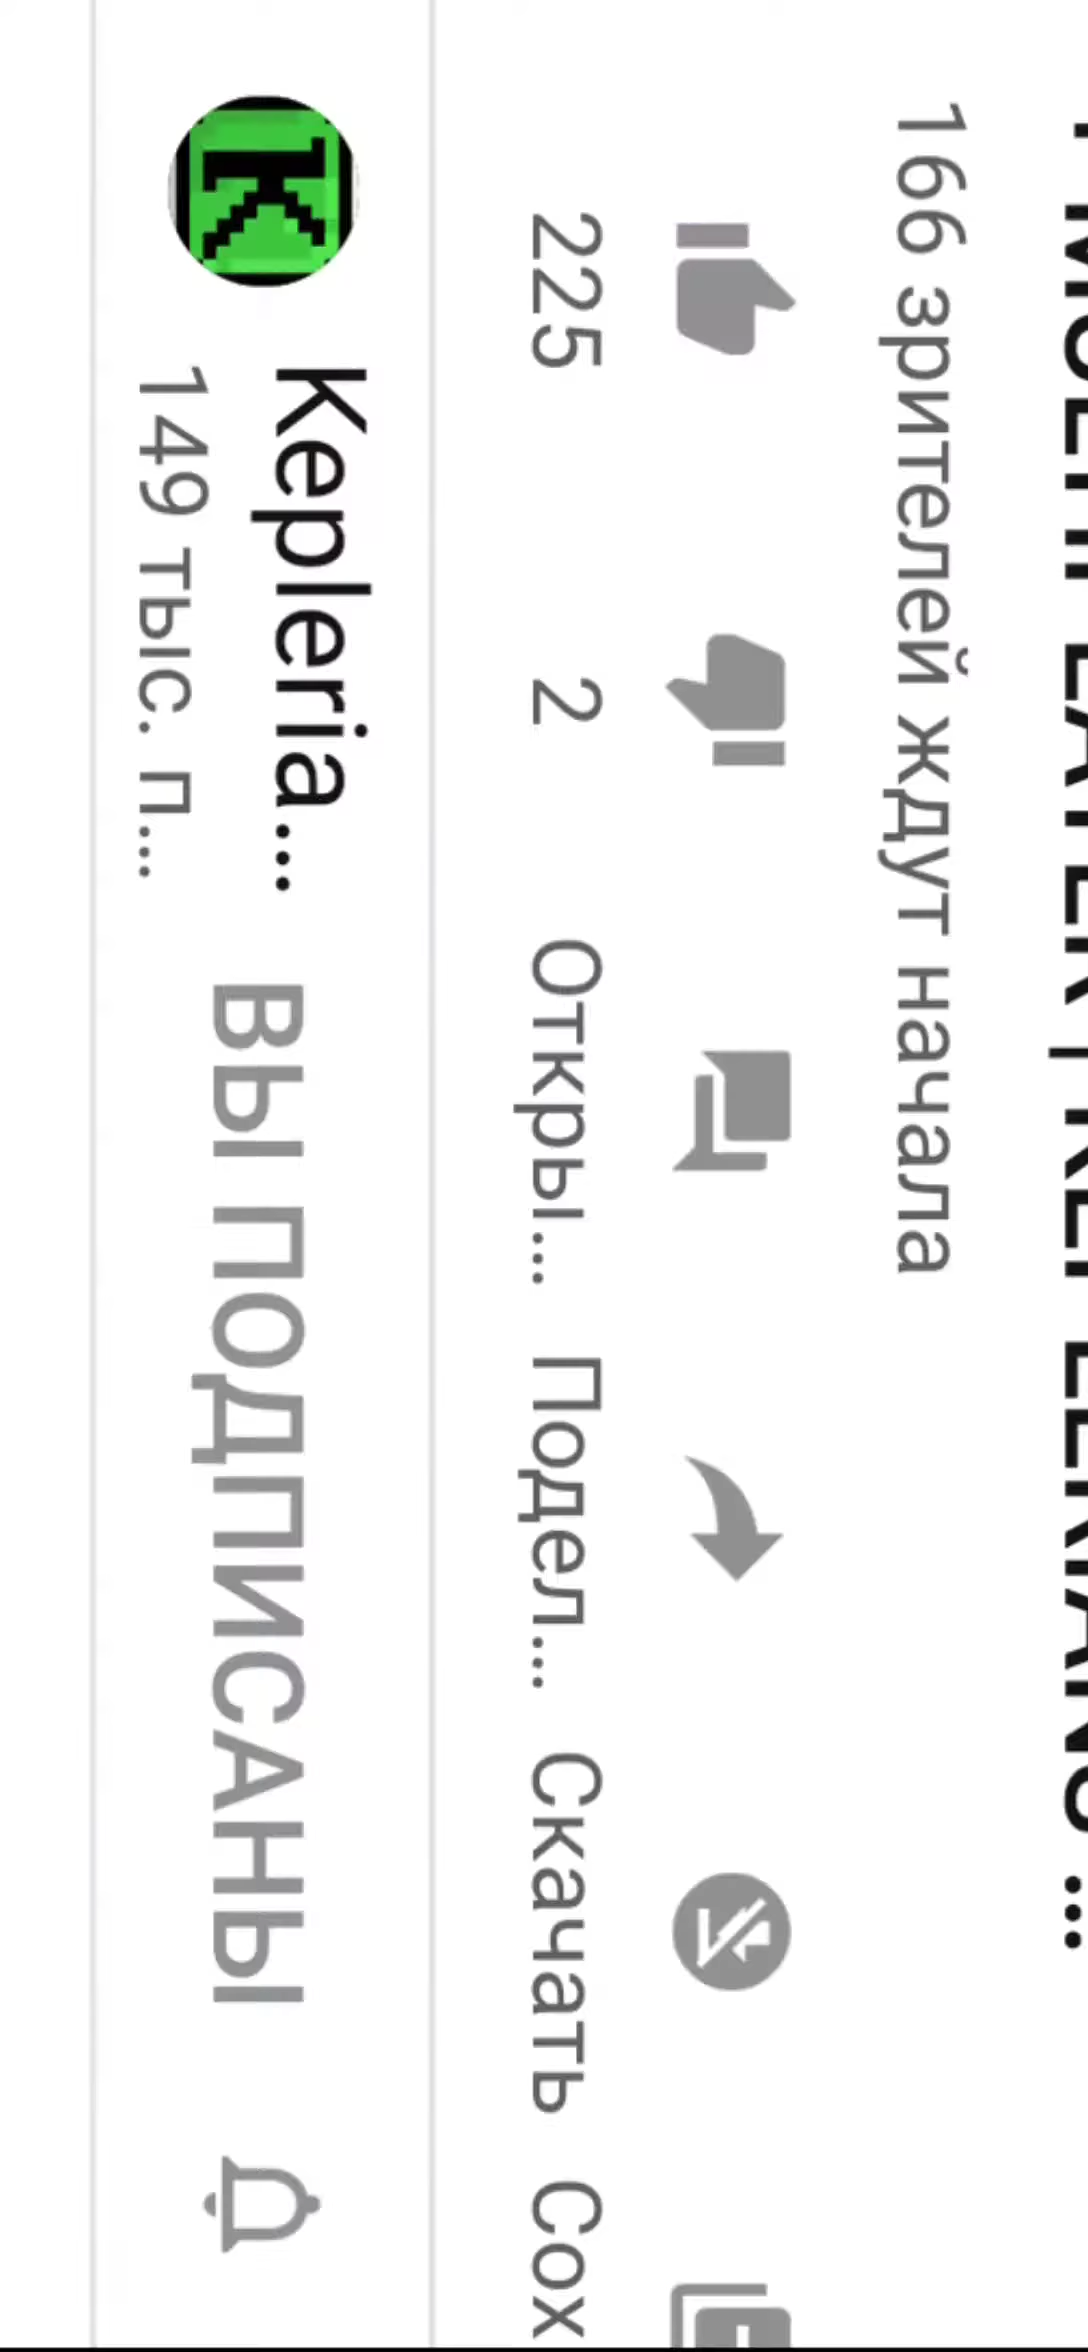 166 зрителей ждут начала
225
2
Откры...
Подел...
Скачать
Сох
K
Kepleria...
149 тыс. п...
ВЫ ПОДПИСАНЫ